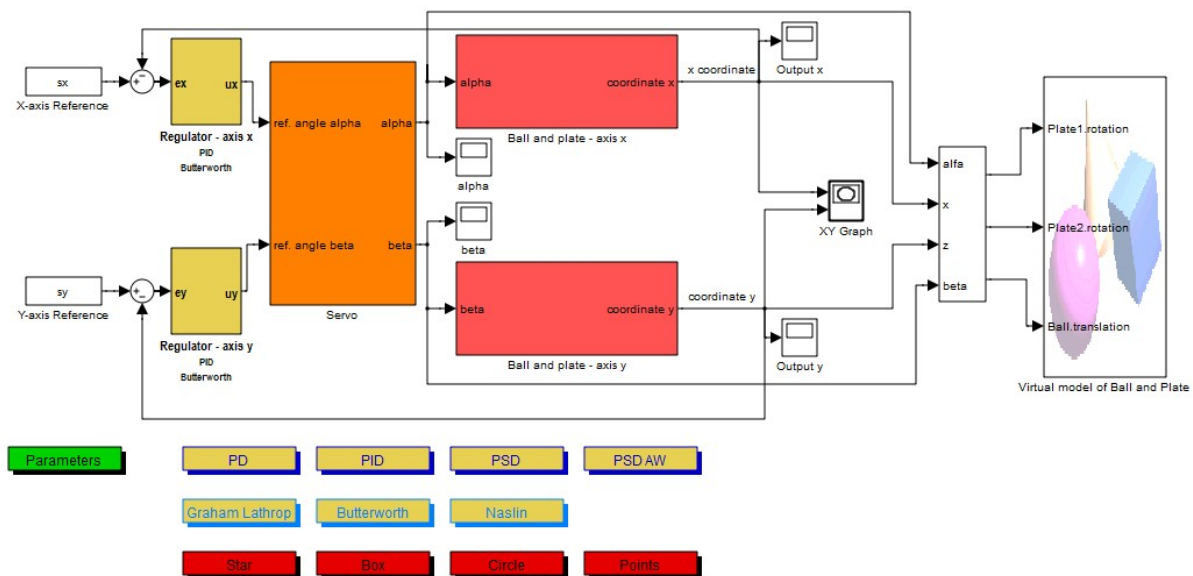 sx
X-axis Reference
ex
ux
Regulator - axis x
PID
Butterworth
sy
Y-axis Reference
ey
uy
Regulator - axis y
PID
Butterworth
ref. angle alpha
alpha
ref. angle beta
beta
Servo
alpha
coordinate x
Ball and plate - axis x
alpha
beta
beta
coordinate y
Ball and plate - axis y
x coordinate
Output x
XY Graph
coordinate y
Output y
alfa
x
z
beta
Plate1.rotation
Plate2.rotation
Ball.translation
Virtual model of Ball and Plate
Parameters
PD
PID
PSD
PSD AW
Graham Lathrop
Butterworth
Naslin
Star
Box
Circle
Points